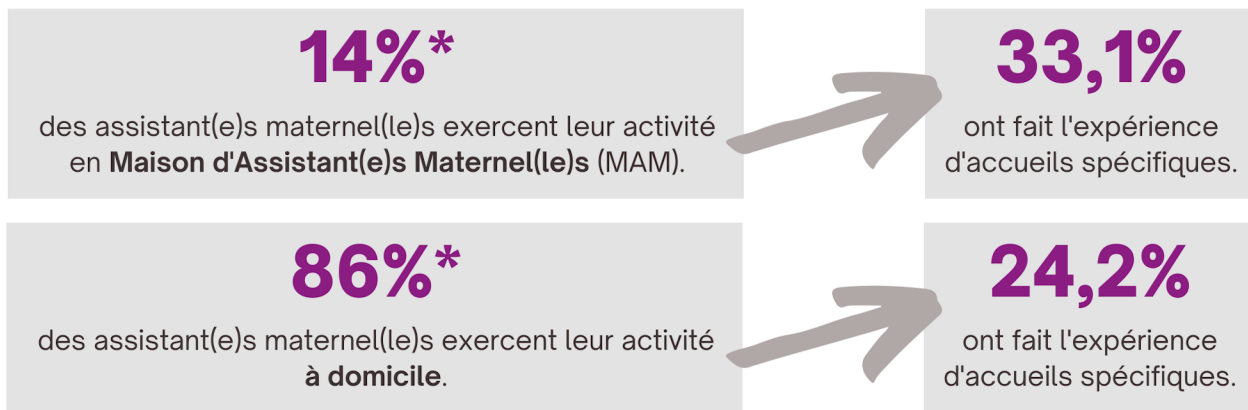 14%*
des assistant(e)s maternel(le)s exercent leur activité
en Maison d'Assistant(e)s Maternel(le)s (MAM).
33,1%
ont fait l'expérience
d'accueils spécifiques.
86%*
des assistant(e)s maternel(le)s exercent leur activité
à domicile.
24,2%
ont fait l'expérience
d'accueils spécifiques.